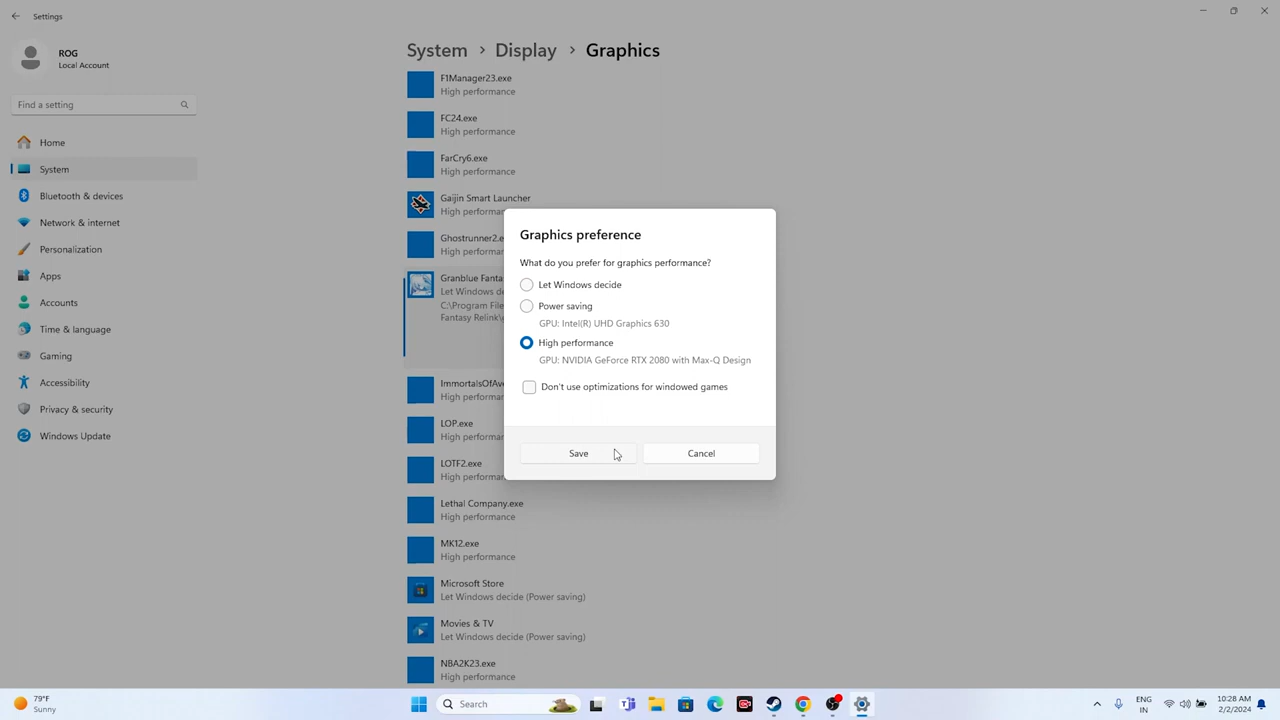 Settings
ROG
Local Account
Find a setting
Home
System
Bluetooth & devices
Network & internet
Personalization
Apps
Accounts
Time & language
Gaming
Accessibility
Privacy & security
Windows Update
System > Display > Graphics
F1Manager23.exe
High performance
FC24.exe
High performance
FarCry6.exe
High performance
Gaijin Smart Launcher
High performa
Ghostrunner2.e
High performa
Granblue Fanta
Let Windows de
C:\Program File
Fantasy Relink\g
ImmortalsOfAve
High performa
LOP.exe
High performa
LOTF2.exe
High performa
Lethal Company.exe
High performance
MK12.exe
High performance
Microsoft Store
Let Windows decide (Power saving)
Movies & TV
Let Windows decide (Power saving)
NBA2K23.exe
High performance
Graphics preference
What do you prefer for graphics performance?
Let Windows decide
Power saving
GPU: Intel(R) UHD Graphics 630
High performance
GPU: NVIDIA GeForce RTX 2080 with Max-Q Design
Don't use optimizations for windowed games
Save
Cancel
79°F
Sunny
Search
ENG
IN
10:28 AM
2/2/2024